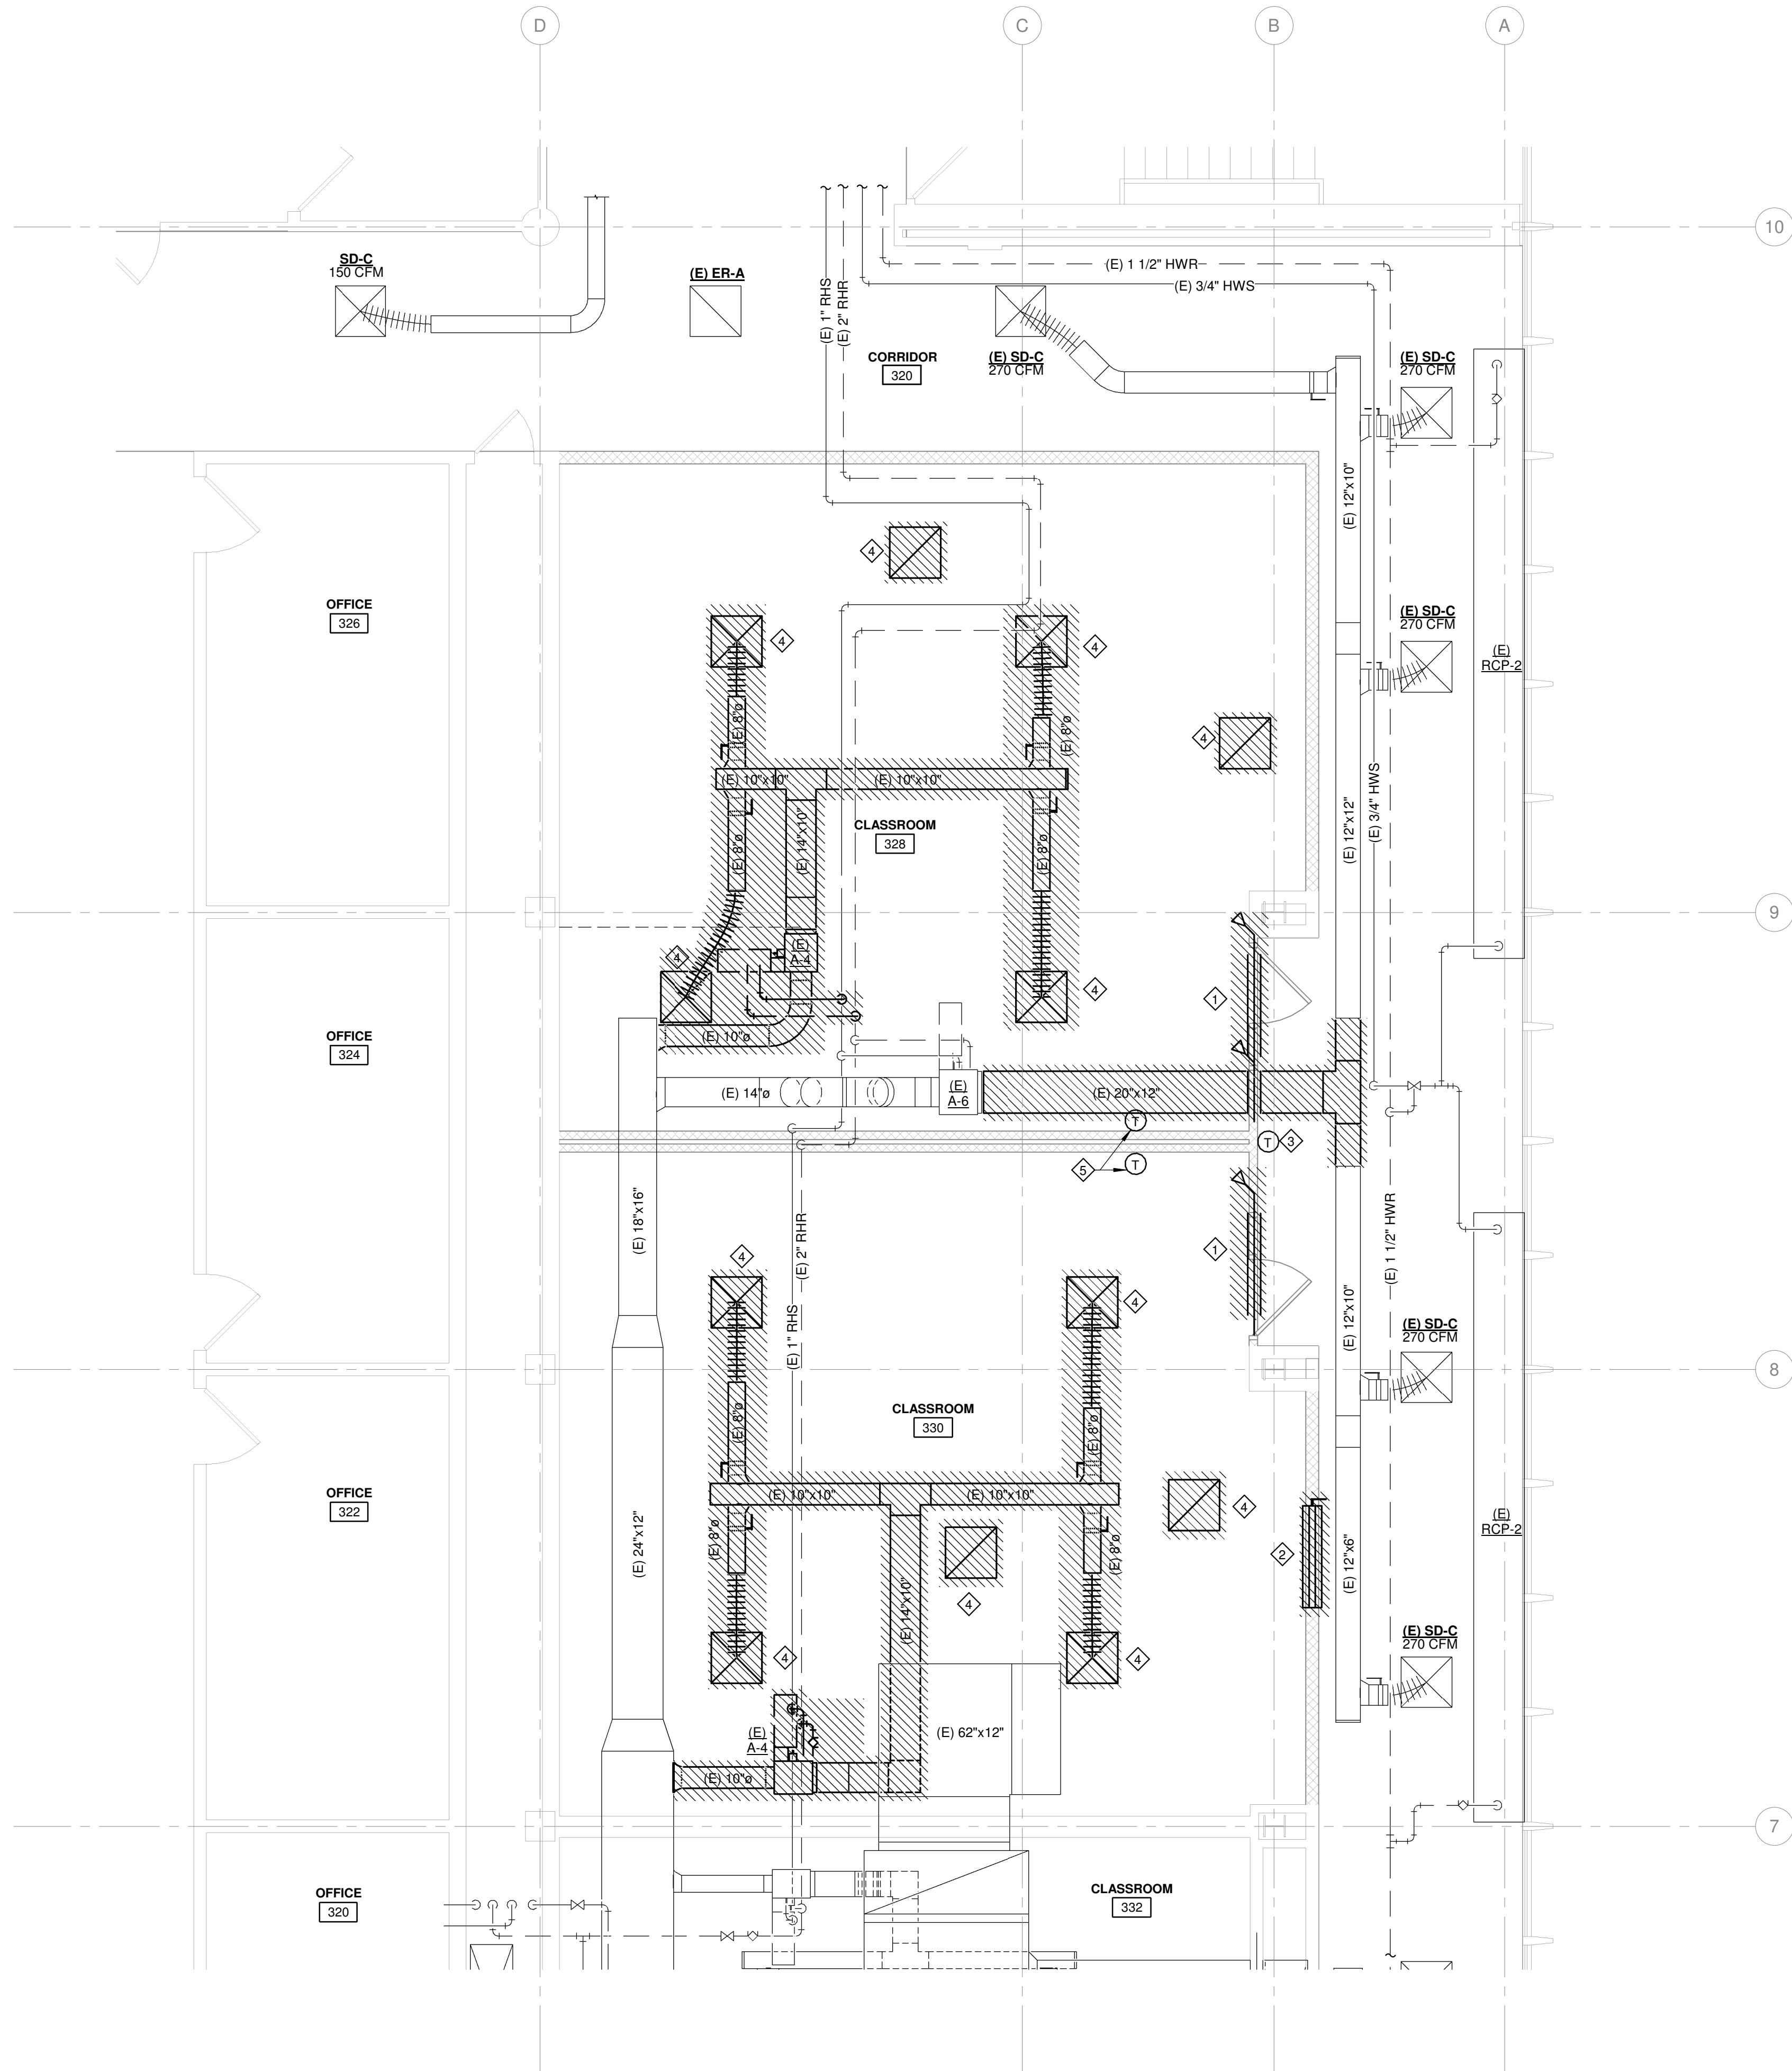 D
C
B
A
10
SD-C
150 CFM
(E) ER-A
(E) 1 1/2" HWR
(E) 3/4" HWS
(E) 1" RHS
(E) 2" RHR
CORRIDOR
320
(E) SD-C
270 CFM
(E) SD-C
270 CFM
(E) 12"x10"
4
OFFICE
326
4
4
(E) SD-C
270 CFM
(E)
RCP-2
(E) 8"ø
(E) 8"ø
4
(E) 10"x10"
(E) 10"x10"
(E) 12"x12"
(E) 3/4" HWS
CLASSROOM
328
(E) 8"ø
(E) 14"x10"
(E) 8"ø
9
(E)
A-4
4
4
1
OFFICE
324
(E) 10"ø
(E) 14"ø
(E)
A-6
(E) 20"x12"
T
T
3
5
T
(E) 18"x16"
(E) 2" RHR
(E) 1 1/2" HWR
4
1
(E) 1" RHS
4
(E) 12"x10"
(E) SD-C
270 CFM
8
(E) 8"ø
CLASSROOM
330
(E) 8"ø
OFFICE
322
(E) 10"x10"
(E) 10"x10"
4
(E)
RCP-2
(E) 24"x12"
(E) 8"ø
(E) 8"ø
2
(E) 12"x6"
4
(E) 14"x10"
(E) SD-C
270 CFM
4
4
(E)
A-4
(E) 62"x12"
(E) 10"ø
7
OFFICE
320
CLASSROOM
332